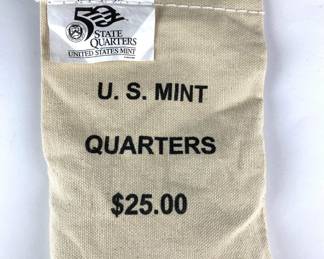 50
STATE
QUARTERS
UNITED STATES MINT
U. S. MINT
QUARTERS
$25.00